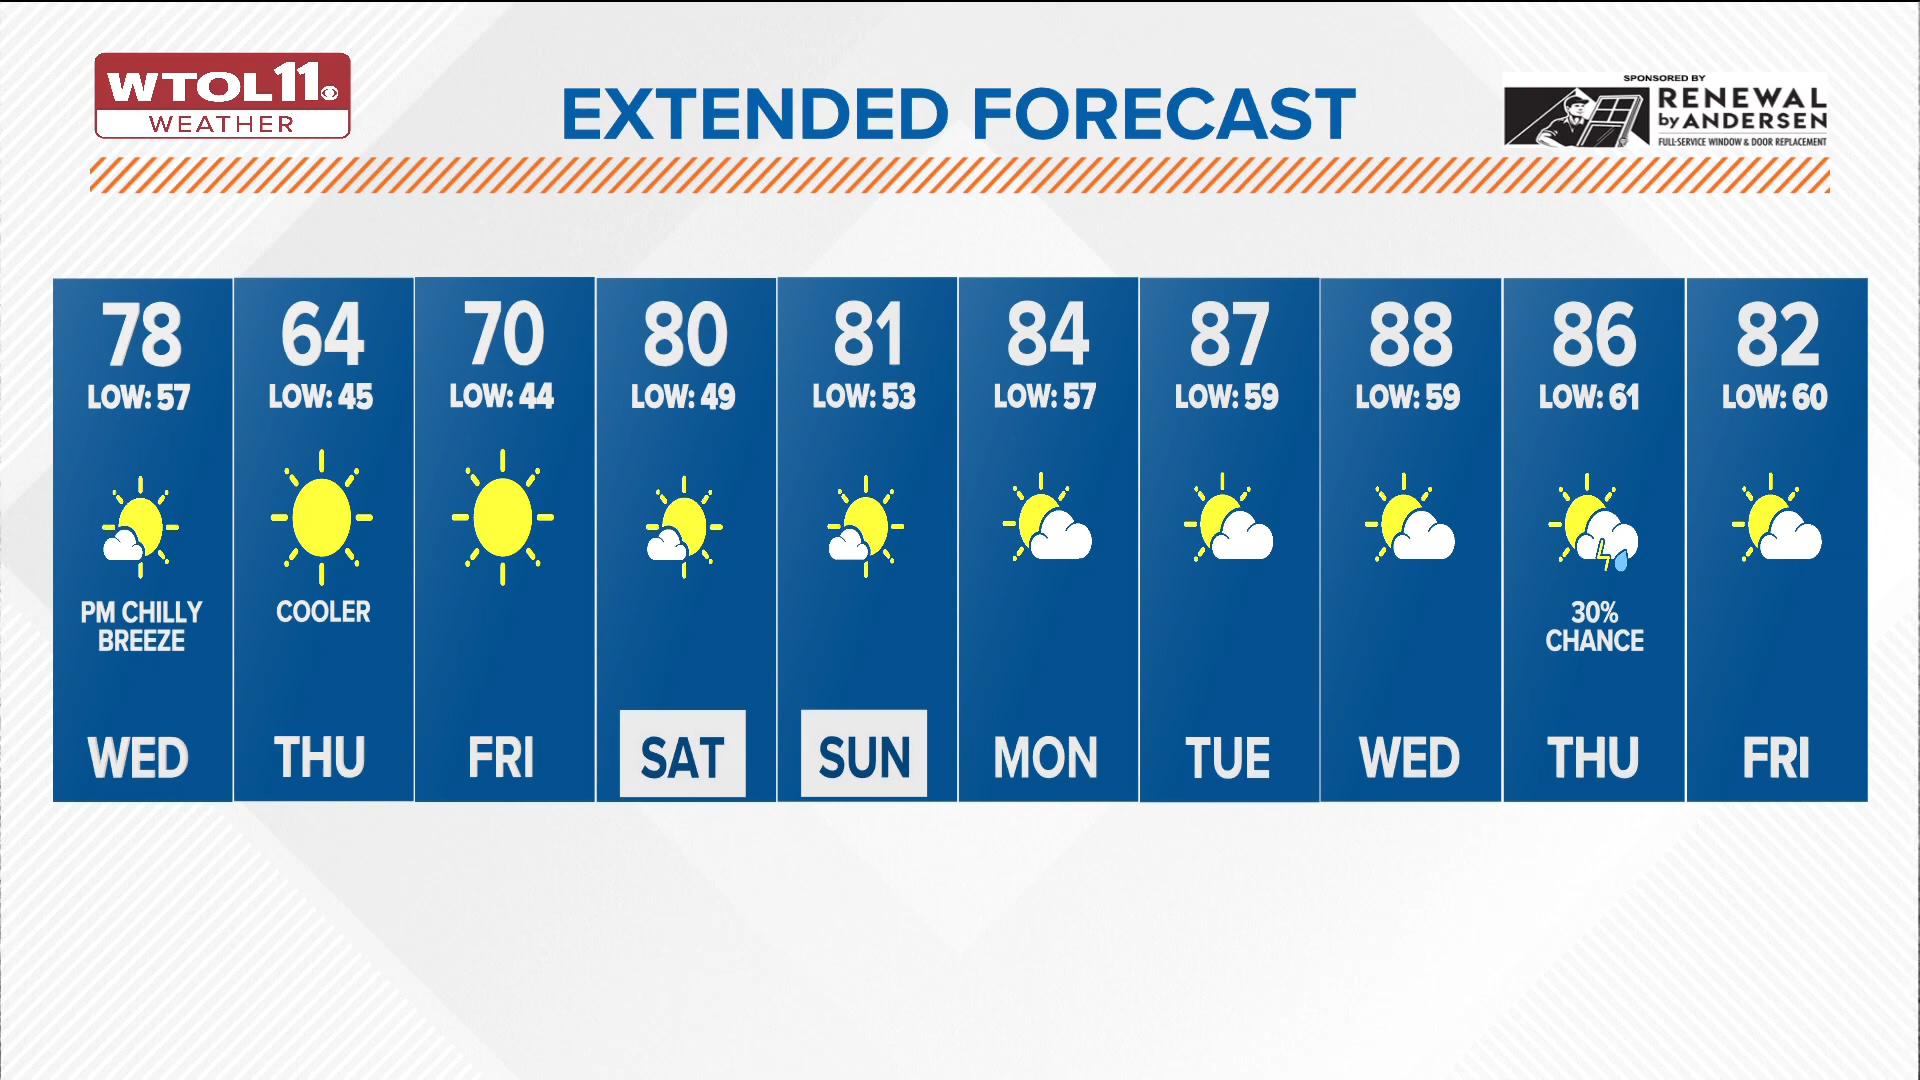 WTOL11
WEATHER
EXTENDED FORECAST
SPONSORED BY
RENEWAL
by ANDERSEN
FULL-SERVICE WINDOW & DOOR REPLACEMENT
78
LOW: 57
PM CHILLY
BREEZE
WED
64
LOW: 45
COOLER
THU
70
LOW: 44
FRI
80
LOW: 49
SAT
81
LOW: 53
SUN
84
LOW: 57
MON
87
LOW: 59
TUE
88
LOW: 59
WED
86
LOW: 61
30%
CHANCE
THU
82
LOW: 60
FRI